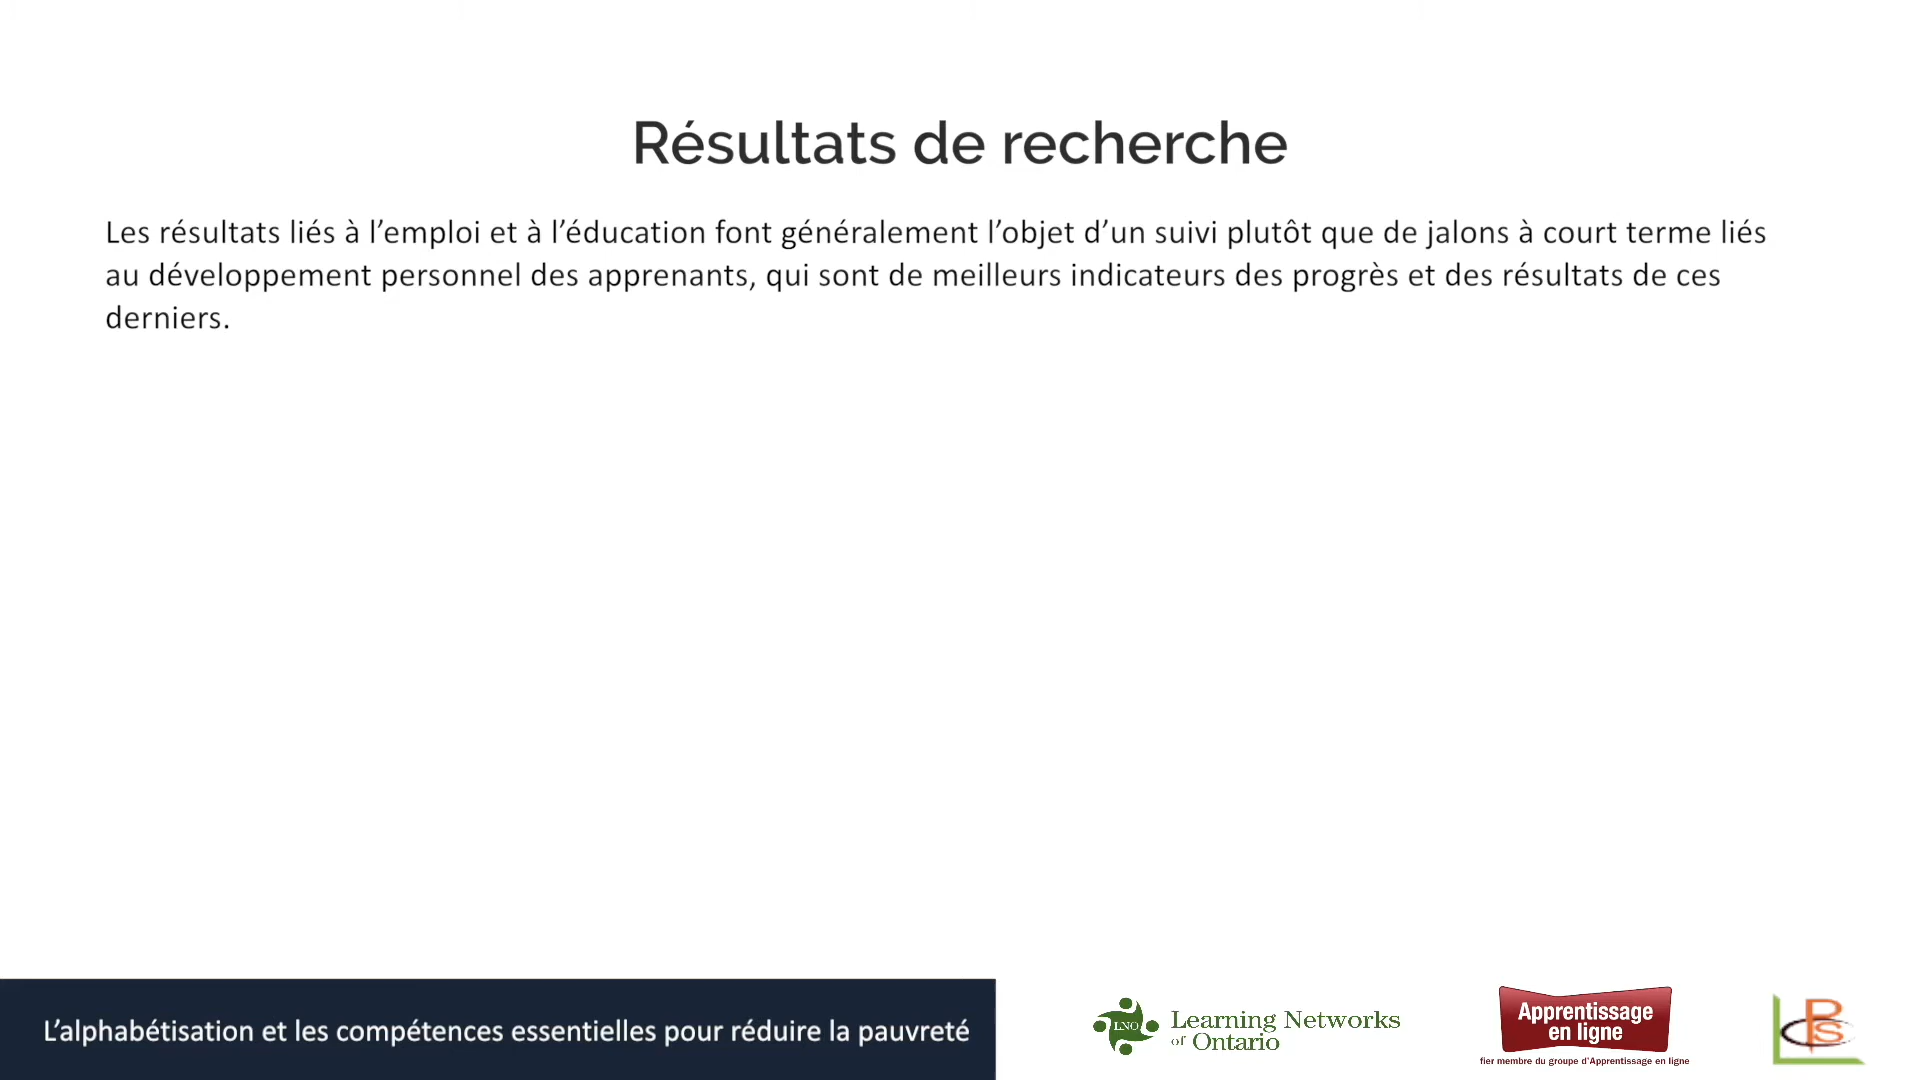 Résultats de recherche
Les résultats liés à l’emploi et à l’éducation font généralement l’objet d’un suivi plutôt que de jalons à court terme liés
au développement personnel des apprenants, qui sont de meilleurs indicateurs des progrès et des résultats de ces
derniers.
L’alphabétisation et les compétences essentielles pour réduire la pauvreté
LNO
Learning Networks
of Ontario
Apprentissage
en ligne
fier membre du groupe d’Apprentissage en ligne